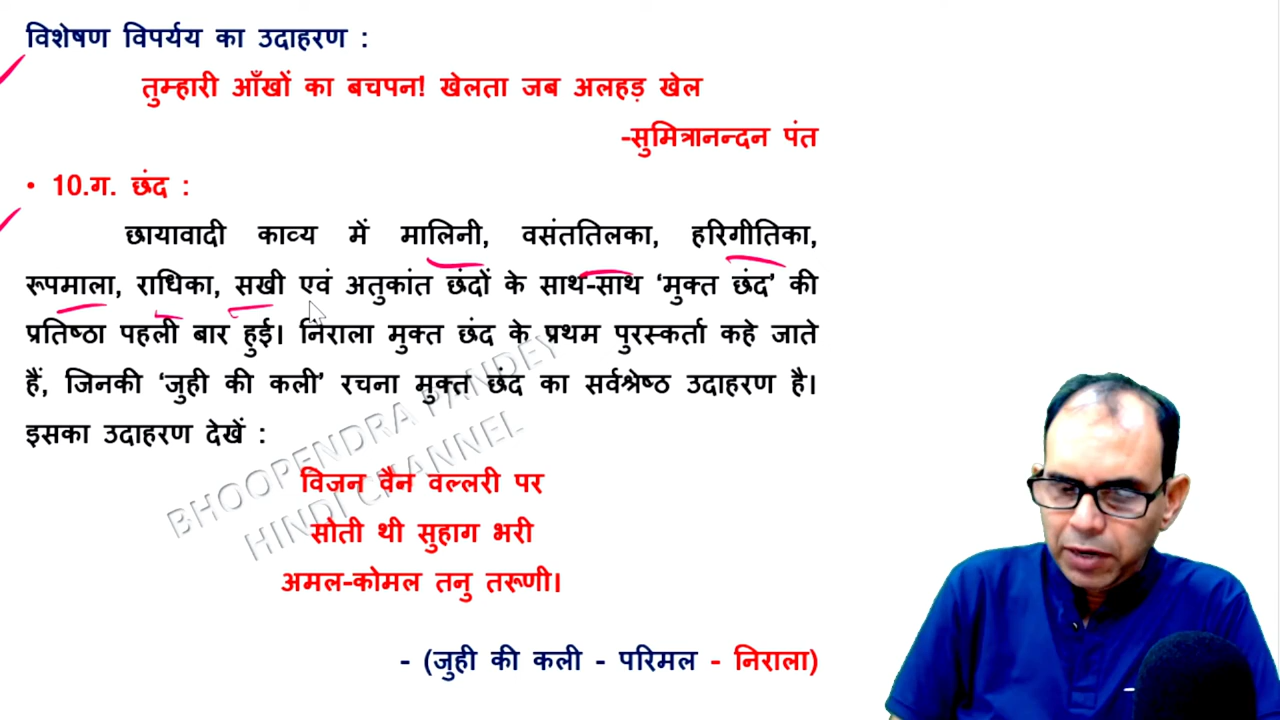 विशेषण विपर्यय का उदाहरण :
तुम्हारी आँखों का बचपन! खेलता जब अलहड़ खेल
-सुमित्रानन्दन पंत
• 10.ग. छंद :
छायावादी काव्य में मालिनी, वसंततिलका, हरिगीतिका,
रूपमाला, राधिका, सखी एवं अतुकांत छंदों के साथ-साथ ‘मुक्त छंद’ की
प्रतिष्ठा पहली बार हुई। निराला मुक्त छंद के प्रथम पुरस्कर्ता कहे जाते
हैं, जिनकी ‘जुही की कली’ रचना मुक्त छंद का सर्वश्रेष्ठ उदाहरण है।
इसका उदाहरण देखें :
विजन वैन वल्लरी पर
सोती थी सुहाग भरी
अमल-कोमल तनु तरूणी।
- (जुही की कली - परिमल - निराला)
BHOOPENDRA PANDEY
HINDI CHANNEL